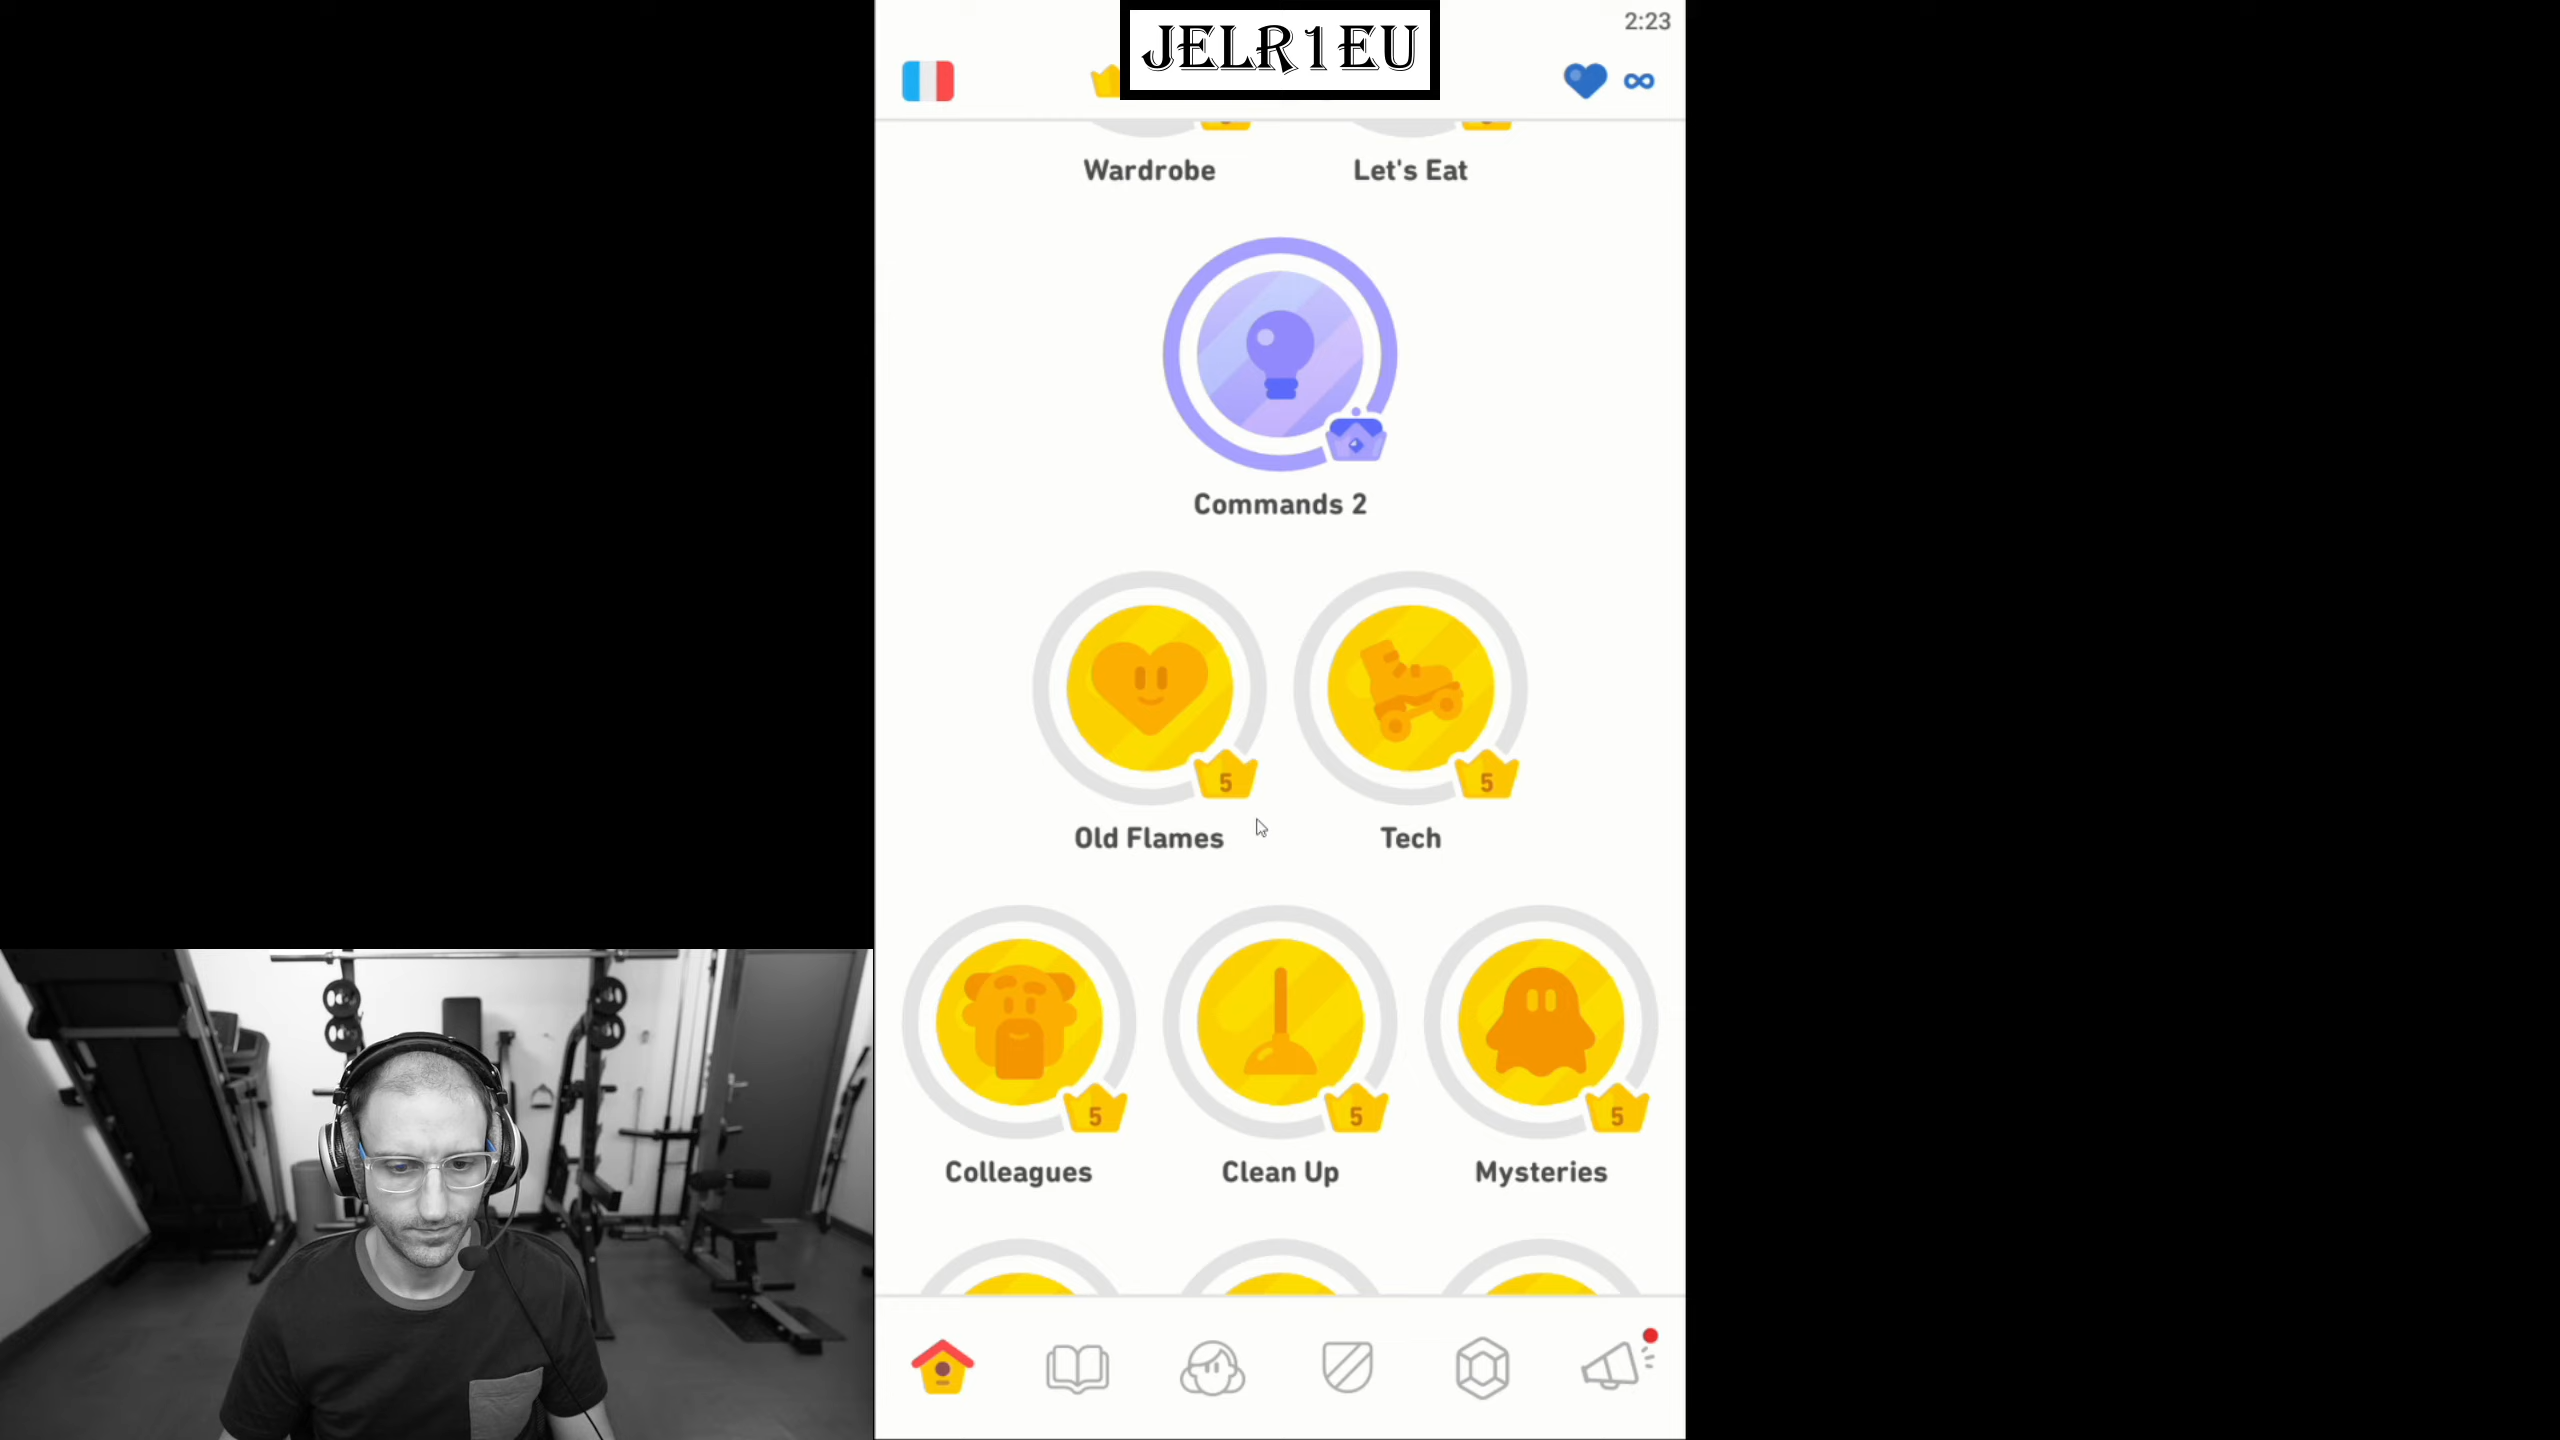 JELR1EU
2:23
Wardrobe
Let's Eat
Commands 2
5
5
Old Flames
Tech
5
5
5
Colleagues
Clean Up
Mysteries